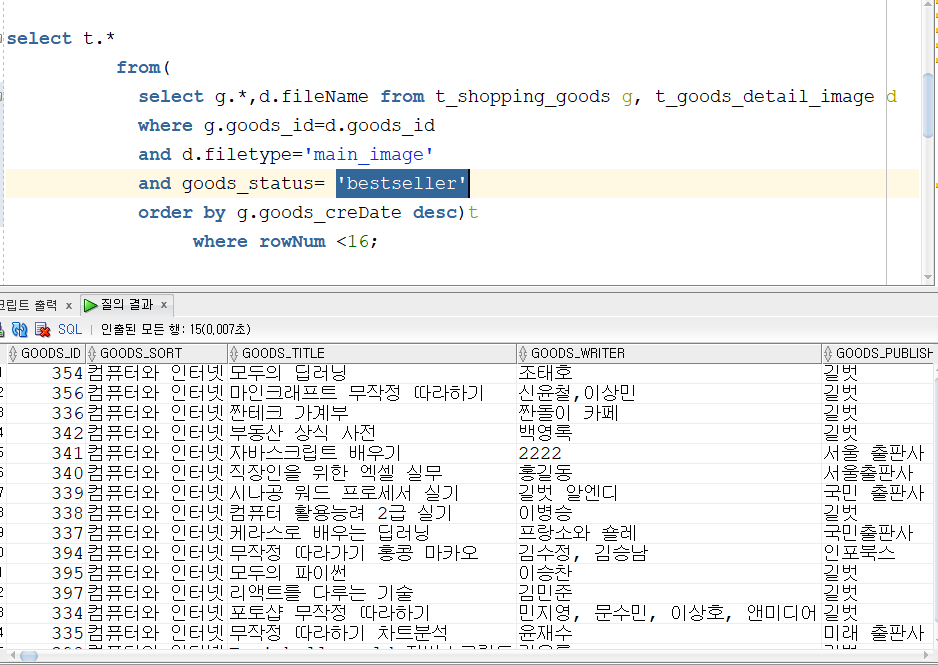 select t.*
from(
select g.*,d.fileName from t_shopping_goods g, t_goods_detail_image d
where g.goods_id=d.goods_id
and d.filetype='main_image'
and goods_status= 'bestseller'
order by g.goods_creDate desc)t
where rowNum <16;
크립트 출력 x 질의 결과 x
SQL | 인출된 모든 행: 15(0,007초)
GOODS_ID GOODS_SORT GOODS_TITLE GOODS_WRITER GOODS_PUBLISH
354 컴퓨터와 인터넷 모두의 딥러닝 조태호 길벗
356 컴퓨터와 인터넷 마인크래프트 무작정 따라하기 신윤철,이상민 길벗
336 컴퓨터와 인터넷 짠테크 가계부 짠돌이 카페 길벗
342 컴퓨터와 인터넷 부동산 상식 사전 백영록 길벗
341 컴퓨터와 인터넷 자바스크립트 배우기 2222 서울 출판사
340 컴퓨터와 인터넷 직장인을 위한 엑셀 실무 홍길동 서울출판사
339 컴퓨터와 인터넷 시나공 워드 프로세서 실기 길벗 알엔디 국민 출판사
338 컴퓨터와 인터넷 컴퓨터 활용능려 2급 실기 이병승 길벗
337 컴퓨터와 인터넷 케라스로 배우는 딥러닝 프랑소와 숄레 국민출판사
394 컴퓨터와 인터넷 무작정 따라가기 홍콩 마카오 김수정, 김승남 인포북스
395 컴퓨터와 인터넷 모두의 파이썬 이승찬 길벗
397 컴퓨터와 인터넷 리액트를 다루는 기술 김민준 길벗
334 컴퓨터와 인터넷 포토샵 무작정 따라하기 민지영, 문수민, 이상호, 앤미디어 길벗
335 컴퓨터와 인터넷 무작정 따라하기 차트분석 윤재수 미래 출판사